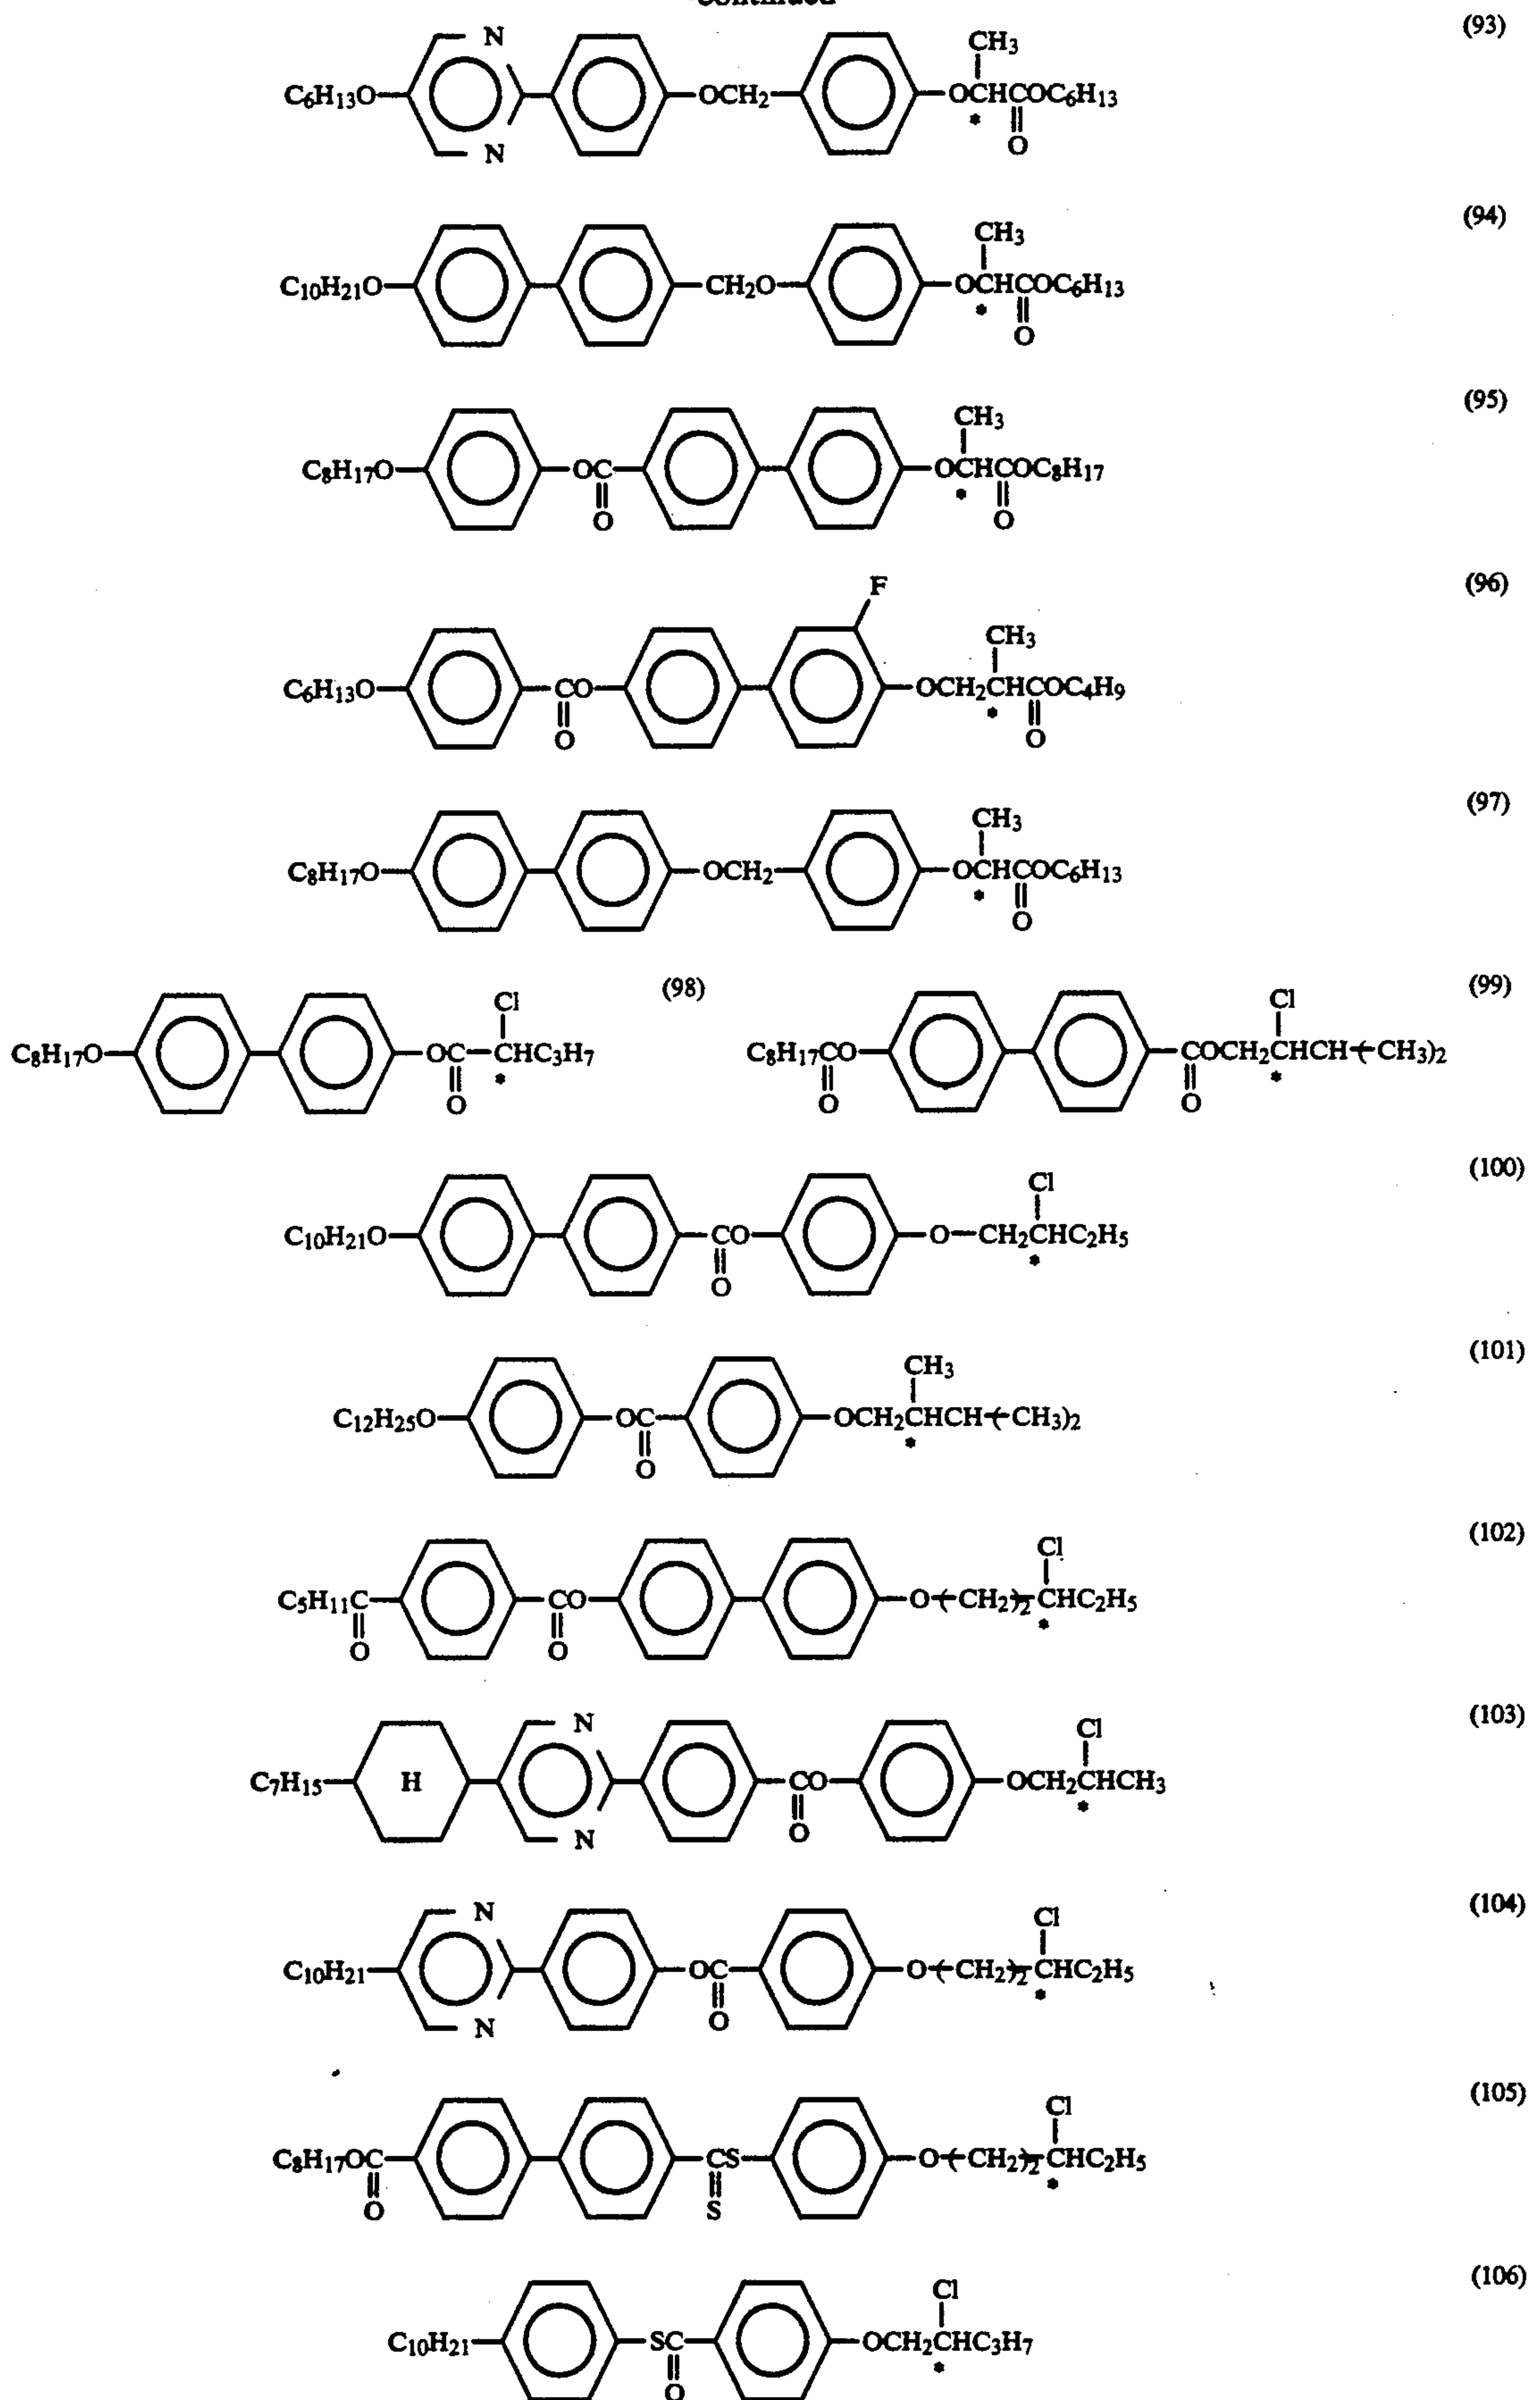 -continued
(93)
CH3
N
C6H13O OCH2 OCHCOC6H13
*
N
O
(94)
CH3
C10H21O CH2O OCHCOC6H13
*
O
(95)
CH3
C8H17O OC OCHCOC8H17
*
O O
(96)
F
CH3
C6H13O CO OCH2CHCOC4H9
*
O O
(97)
CH3
C8H17O OCH2 OCHCOC6H13
*
O
Cl (98)
C8H17O OC CHC3H7
*
O
Cl (99)
C8H17CO COCH2CHCH(CH3)2
*
O O
(100)
Cl
C10H21O CO O CH2CHC2H5
*
O
(101)
CH3
C12H25O OC OCH2CHCH(CH3)2
*
O
(102)
Cl
C5H11C CO O(CH2)2CHC2H5
*
O O
(103)
N Cl
C7H15 H CO OCH2CHCH3
*
N O
(104)
N Cl
C10H21 OC O(CH2)2CHC2H5
*
N O
(105)
Cl
C8H17OC CS O(CH2)2CHC2H5
*
O S
(106)
Cl
C10H21 SC OCH2CHC3H7
*
O